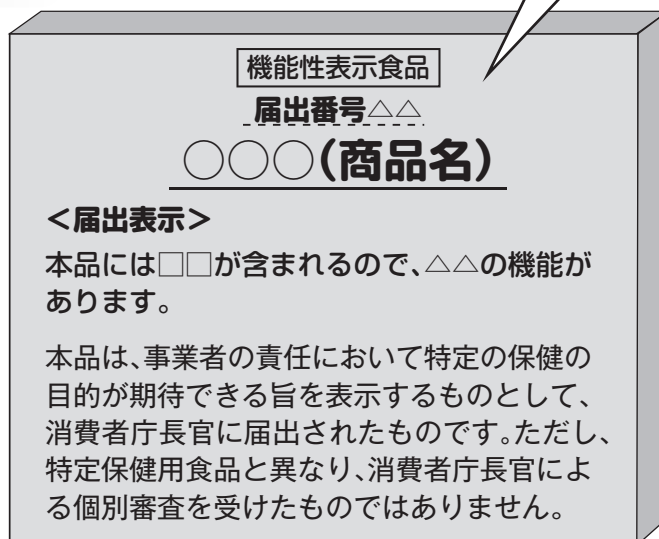 機能性表示食品
届出番号△△
○○○(商品名)
<届出表示>
本品には□□が含まれるので、△△の機能が
あります。
本品は、事業者の責任において特定の保健の
目的が期待できる旨を表示するものとして、
消費者庁長官に届出されたものです。ただし、
特定保健用食品と異なり、消費者庁長官によ
る個別審査を受けたものではありません。